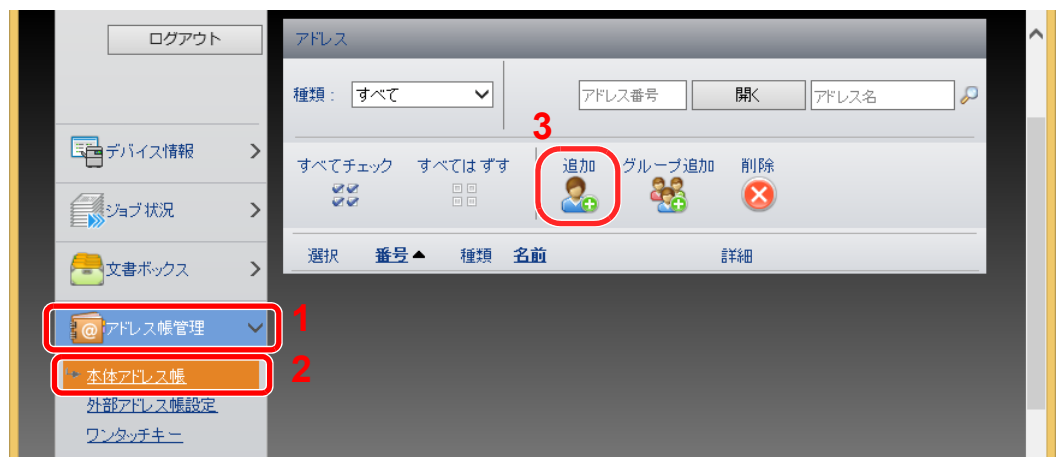 ログアウト
アドレス
種類： すべて アドレス番号 開く アドレス名
3
デバイス情報
すべてチェック すべてはずす 追加 グループ追加 削除
ジョブ状況
選択 番号▲ 種類 名前 詳細
文書ボックス
アドレス帳管理 1
本体アドレス帳 2
外部アドレス帳設定
ワンタッチキー